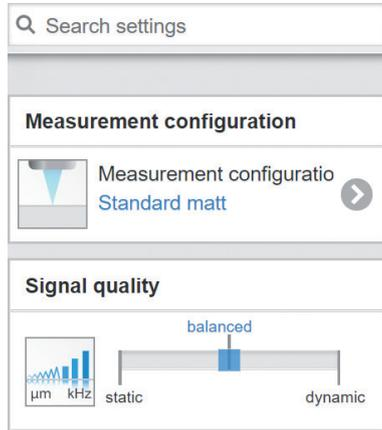 Search settings
Measurement configuration
Measurement configuratio
Standard matt
Signal quality
balanced
µm kHz
static
dynamic